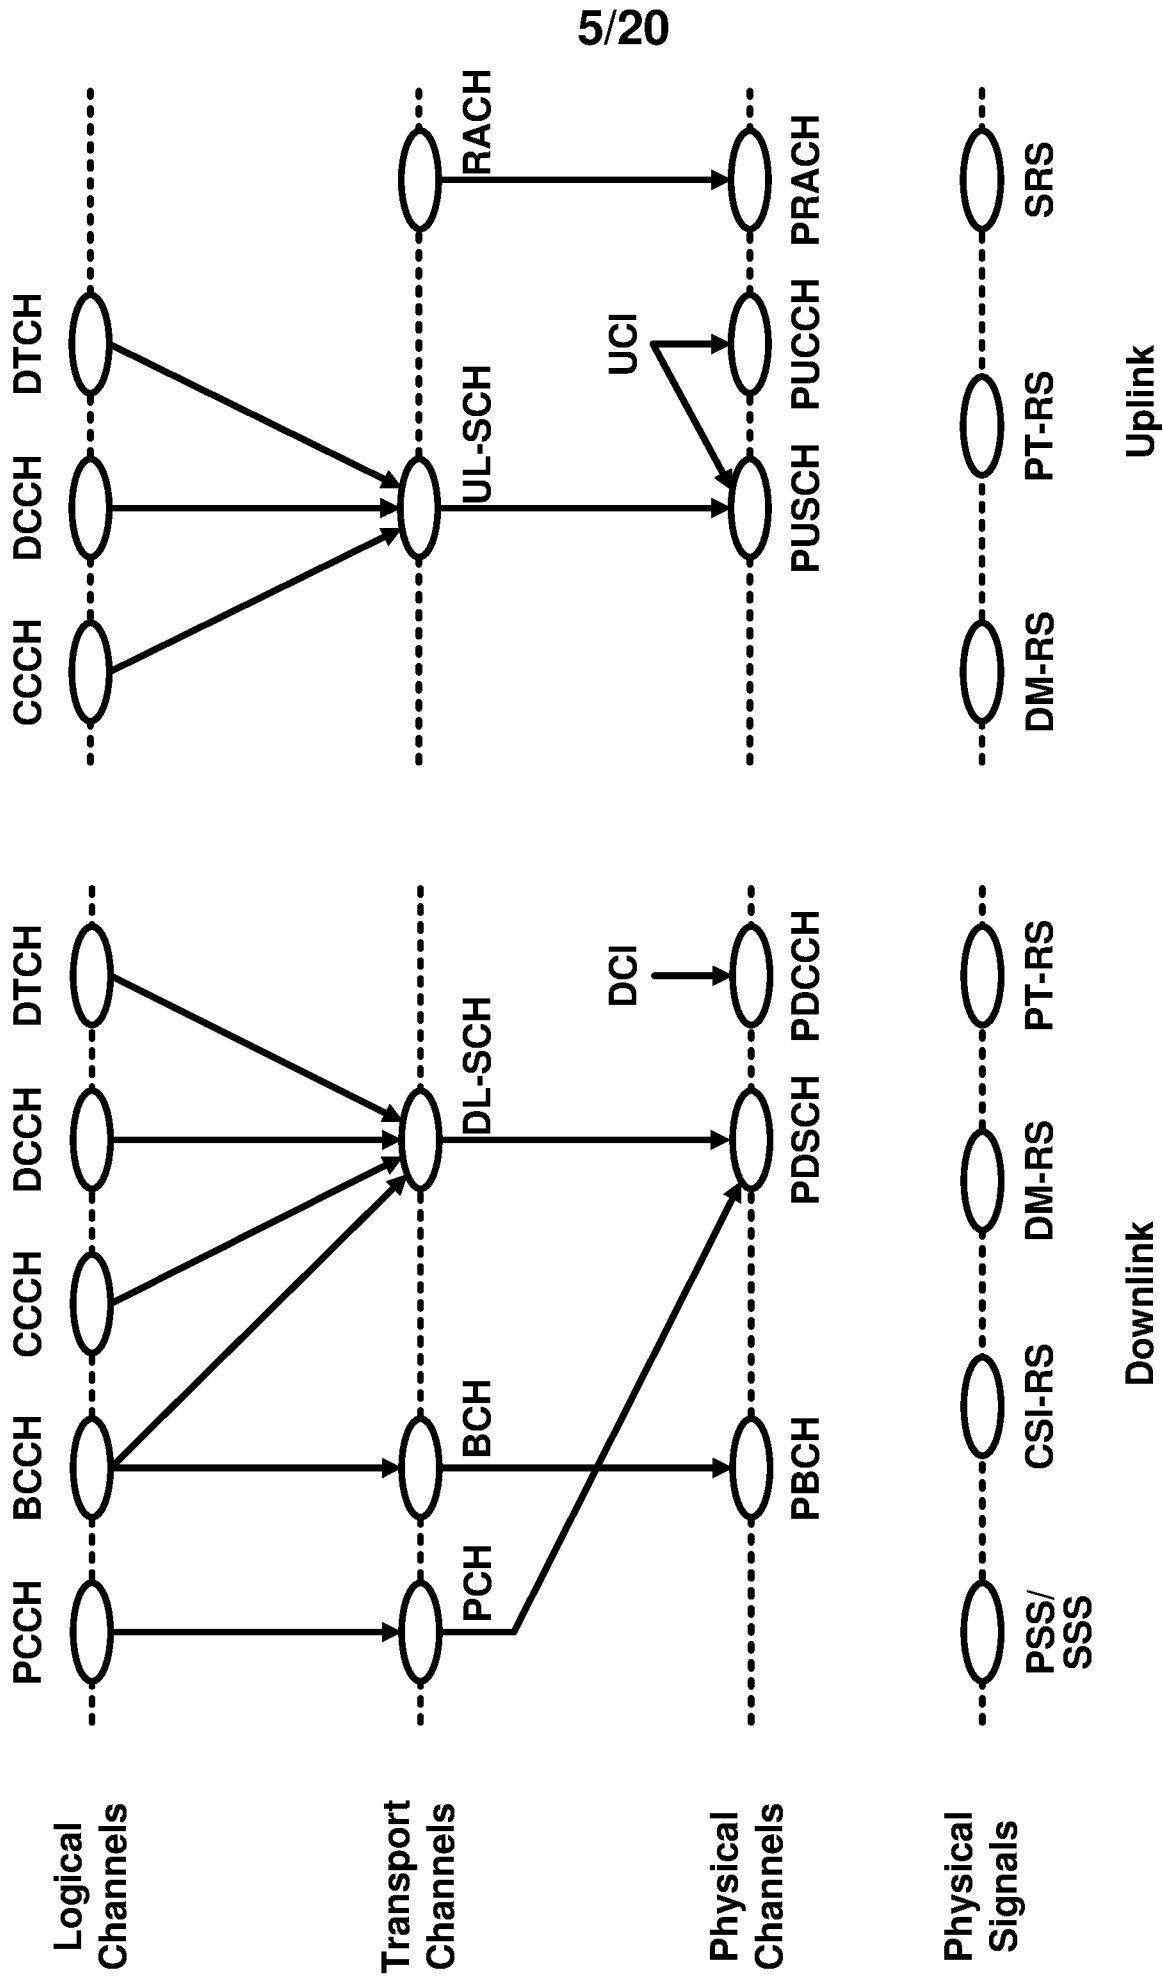 5/20
Logical
Channels
PCCH
BCCH
CCCH
DCCH
DTCH
CCCH
DCCH
DTCH
Transport
Channels
PCH
BCH
DL-SCH
UL-SCH
RACH
DCI
UCI
Physical
Channels
PBCH
PDSCH
PDCCH
PUSCH
PUCCH
PRACH
Physical
Signals
PSS/
SSS
CSI-RS
DM-RS
PT-RS
DM-RS
PT-RS
SRS
Downlink
Uplink